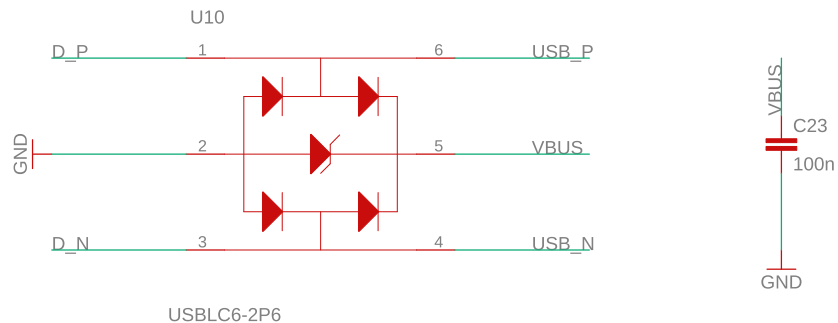 U10
D_P 1 6 USB_P
VBUS
C23
100n
GND 2 5 VBUS
D_N 3 4 USB_N
GND
USBLC6-2P6